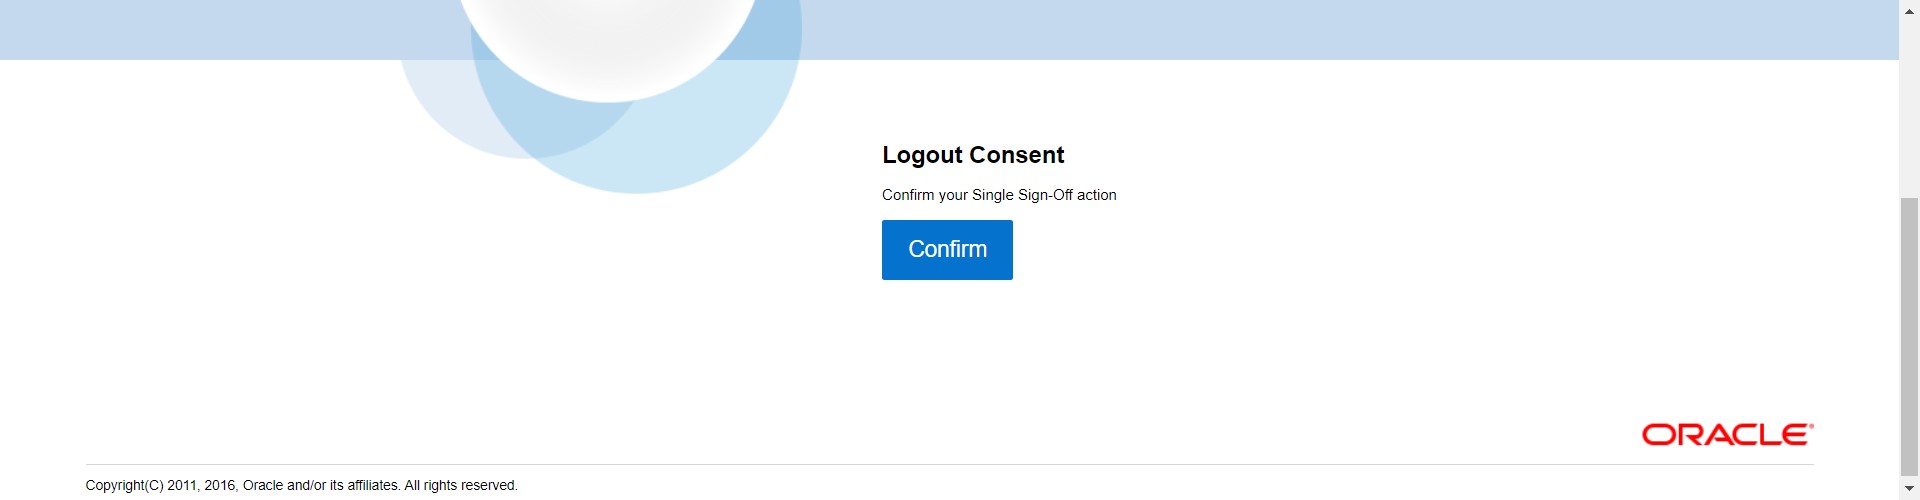 Logout Consent
Confirm your Single Sign-Off action
Confirm
ORACLE®
Copyright(C) 2011, 2016, Oracle and/or its affiliates. All rights reserved.